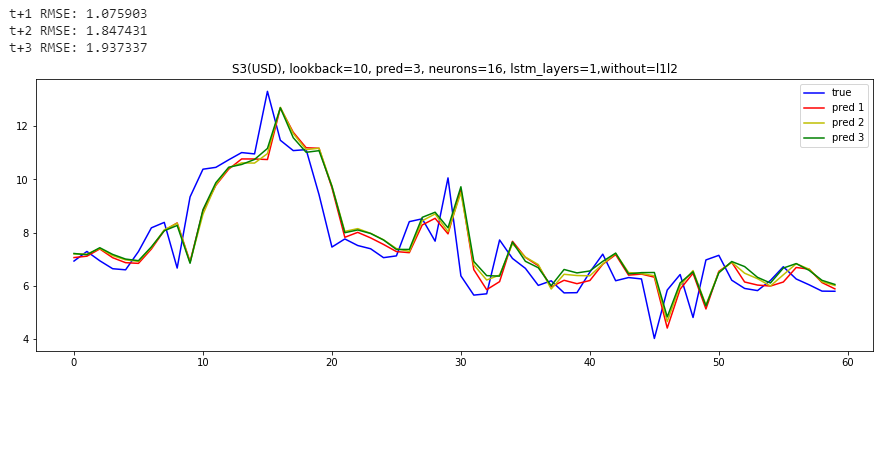 t+1 RMSE: 1.075903
t+2 RMSE: 1.847431
t+3 RMSE: 1.937337
S3(USD), lookback=10, pred=3, neurons=16, lstm_layers=1,without=l1l2
true
pred 1
pred 2
pred 3
12
10
8
6
4
0 10 20 30 40 50 60